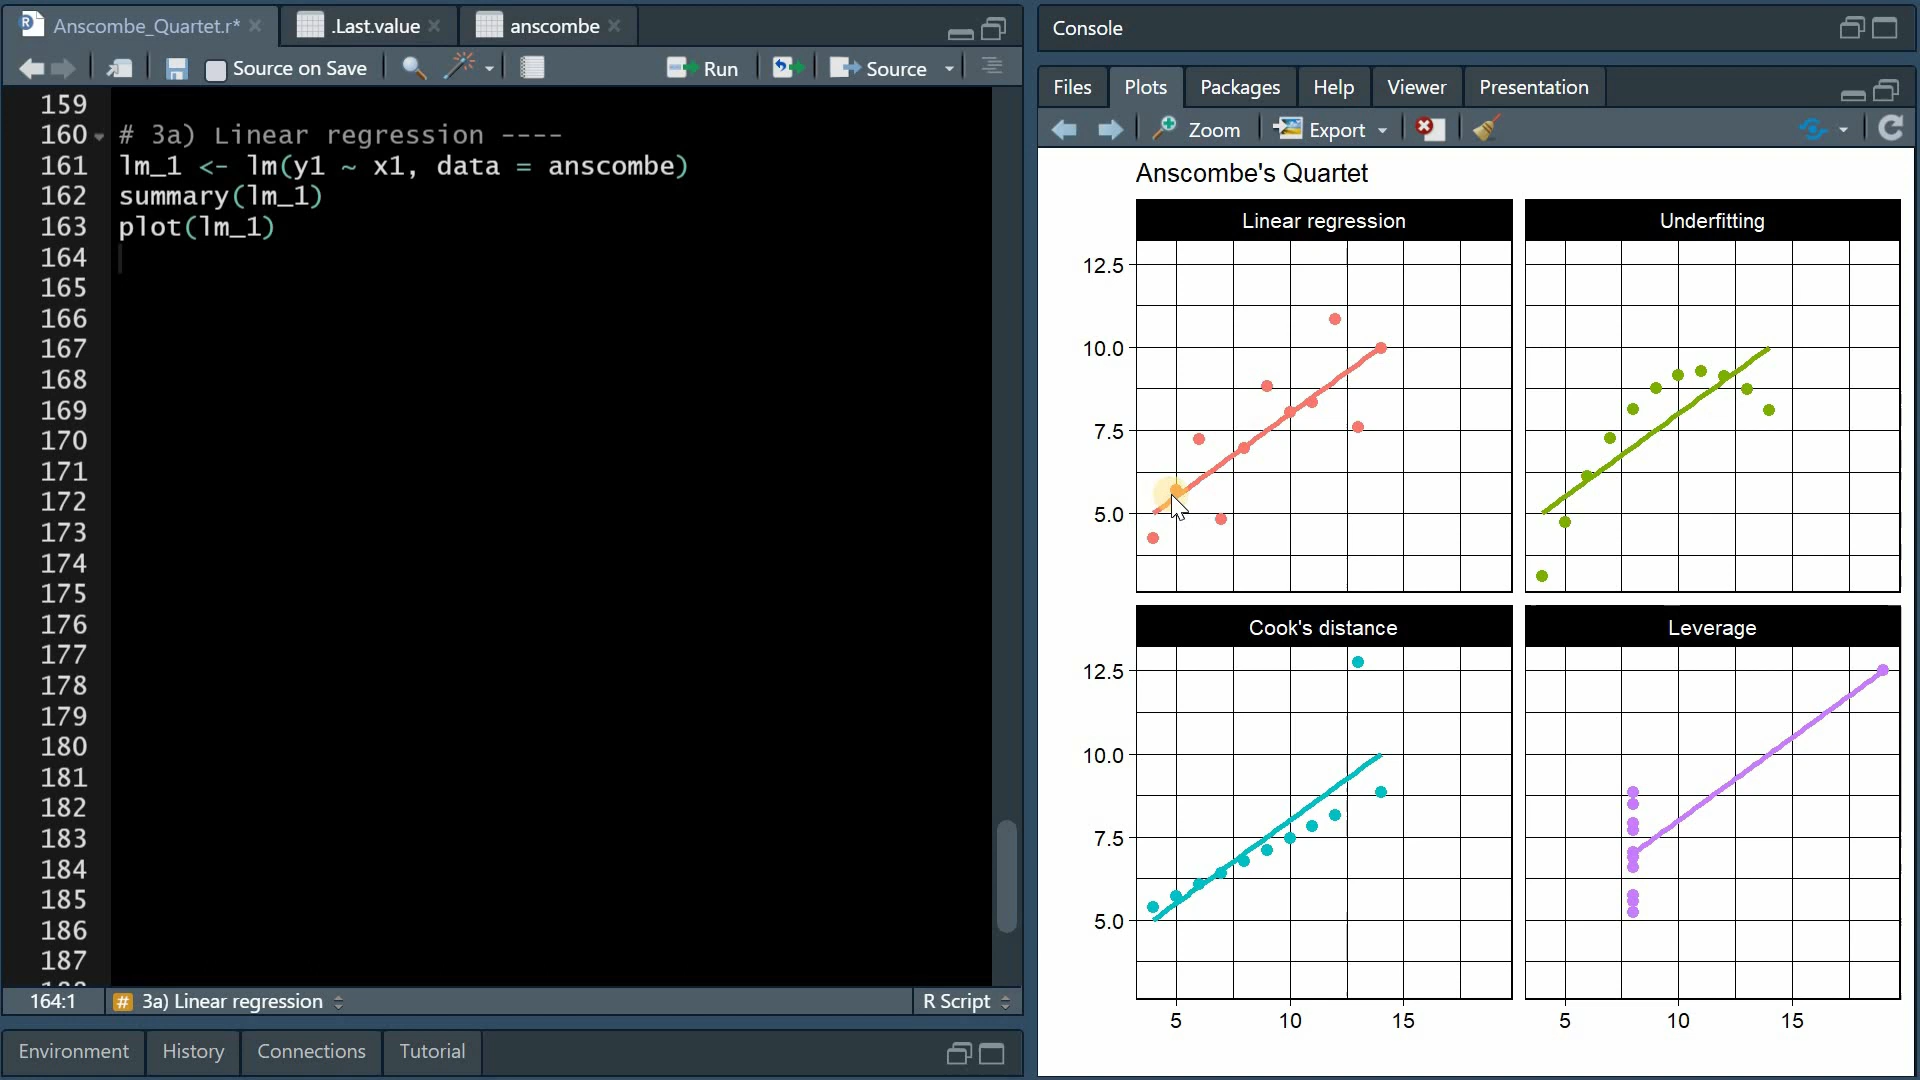 Anscombe_Quartet.r* .Last.value anscombe
Source on Save Run Source
159
160 # 3a) Linear regression ----
161 lm_1 <- lm(y1 ~ x1, data = anscombe)
162 summary(lm_1)
163 plot(lm_1)
164
165
166
167
168
169
170
171
172
173
174
175
176
177
178
179
180
181
182
183
184
185
186
187
164:1 # 3a) Linear regression R Script
Environment History Connections Tutorial
Console
Files Plots Packages Help Viewer Presentation
Zoom Export
Anscombe's Quartet
Linear regression Underfitting
12.5
10.0
7.5
5.0
Cook's distance Leverage
12.5
10.0
7.5
5.0
5 10 15 5 10 15